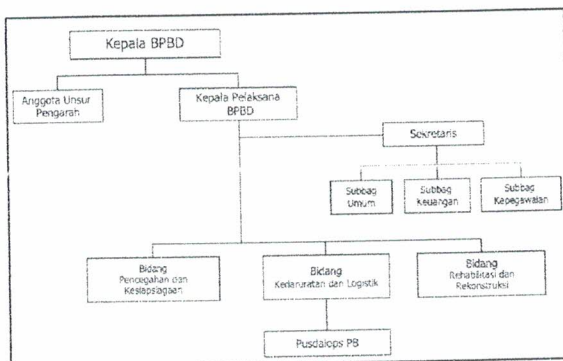 Kepala BPBD
Anggota Unsur
Pengarah
Kepala Pelaksana
BPBD
Sekretaris
Subbag
Umum
Subbag
Keuangan
Subbag
Kepegawaian
Bidang
Pencegahan dan
Kesiapsiagaan
Bidang
Kedaruratan dan Logistik
Bidang
Rehabilitasi dan
Rekonstruksi
Pusdalops PB